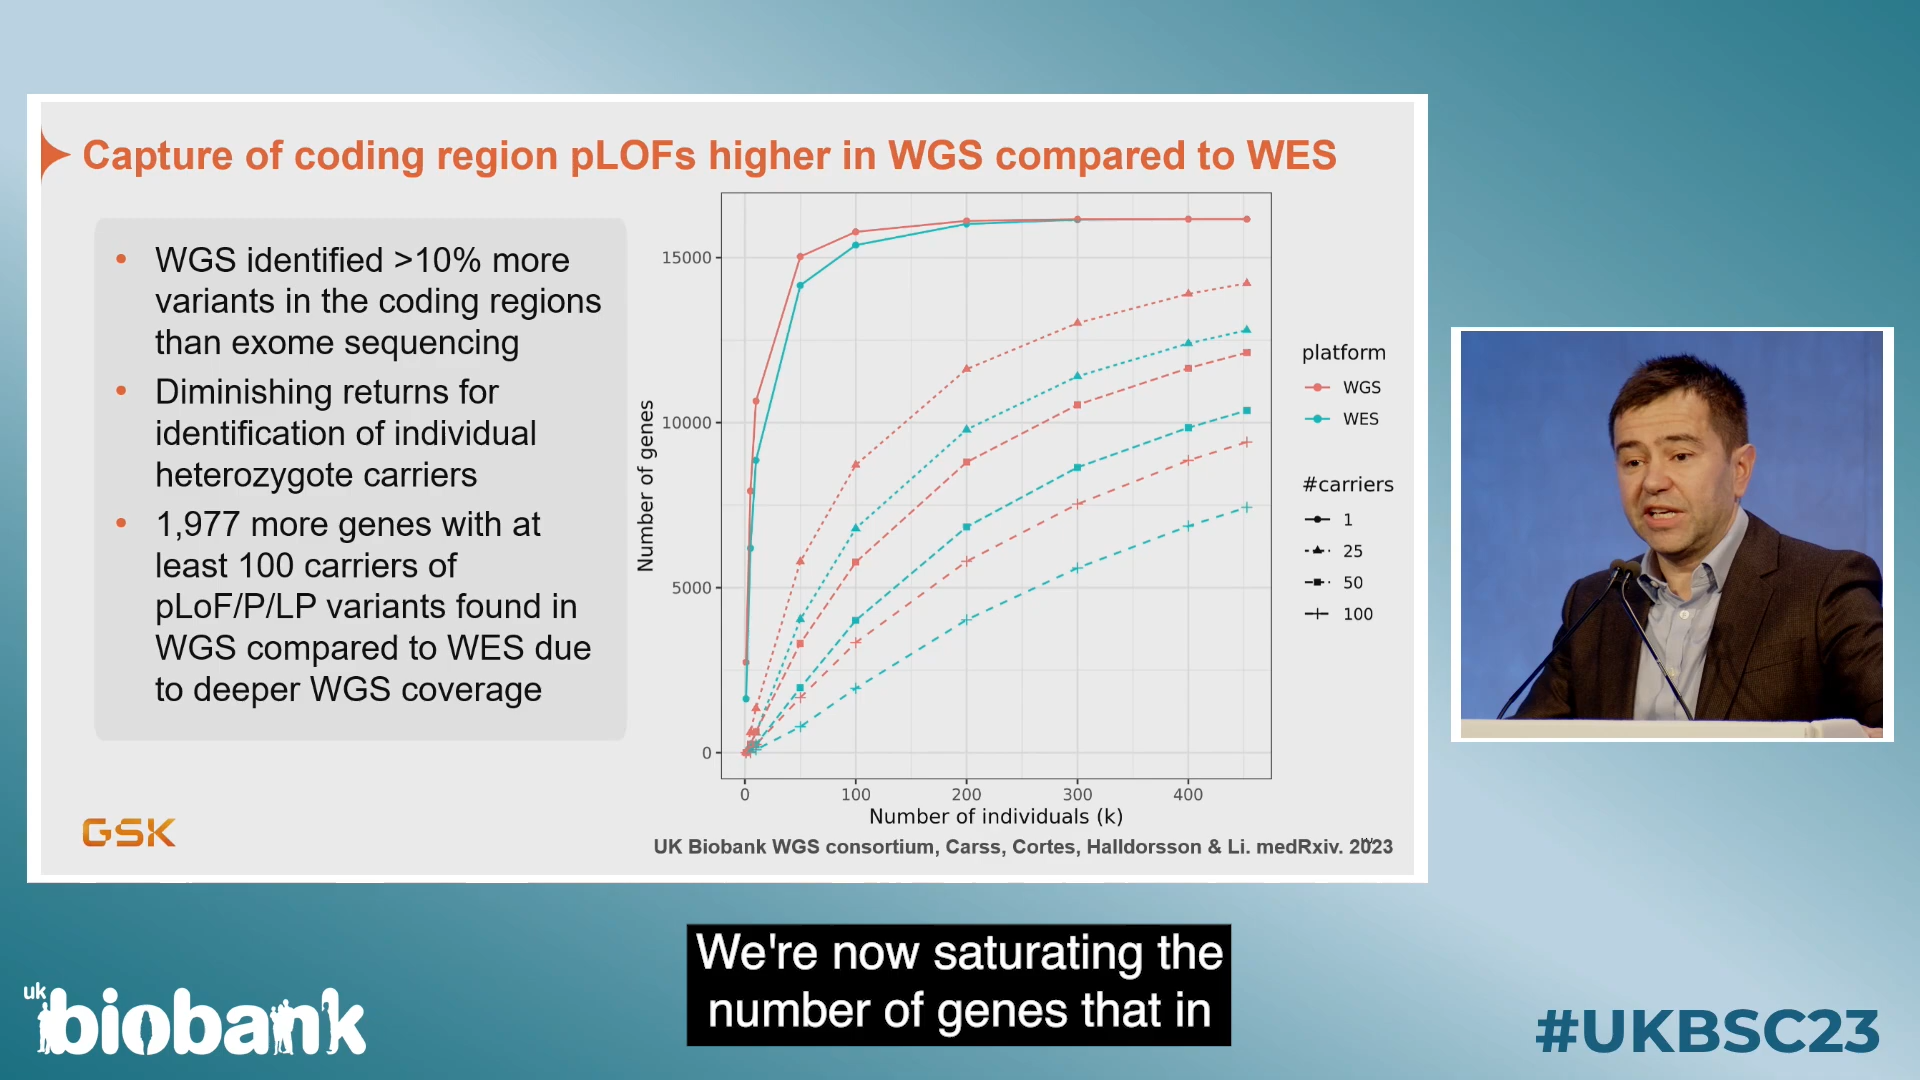 Capture of coding region pLOFs higher in WGS compared to WES
• WGS identified >10% more
variants in the coding regions
than exome sequencing
• Diminishing returns for
identification of individual
heterozygote carriers
• 1,977 more genes with at
least 100 carriers of
pLoF/P/LP variants found in
WGS compared to WES due
to deeper WGS coverage
Number of genes
15000
10000
5000
0
0 100 200 300 400
Number of individuals (k)
platform
WGS
WES
#carriers
1
25
50
100
GSK
UK Biobank WGS consortium, Carss, Cortes, Halldorsson & Li. medRxiv. 2023
We're now saturating the
number of genes that in
uk
biobank
#UKBSC23